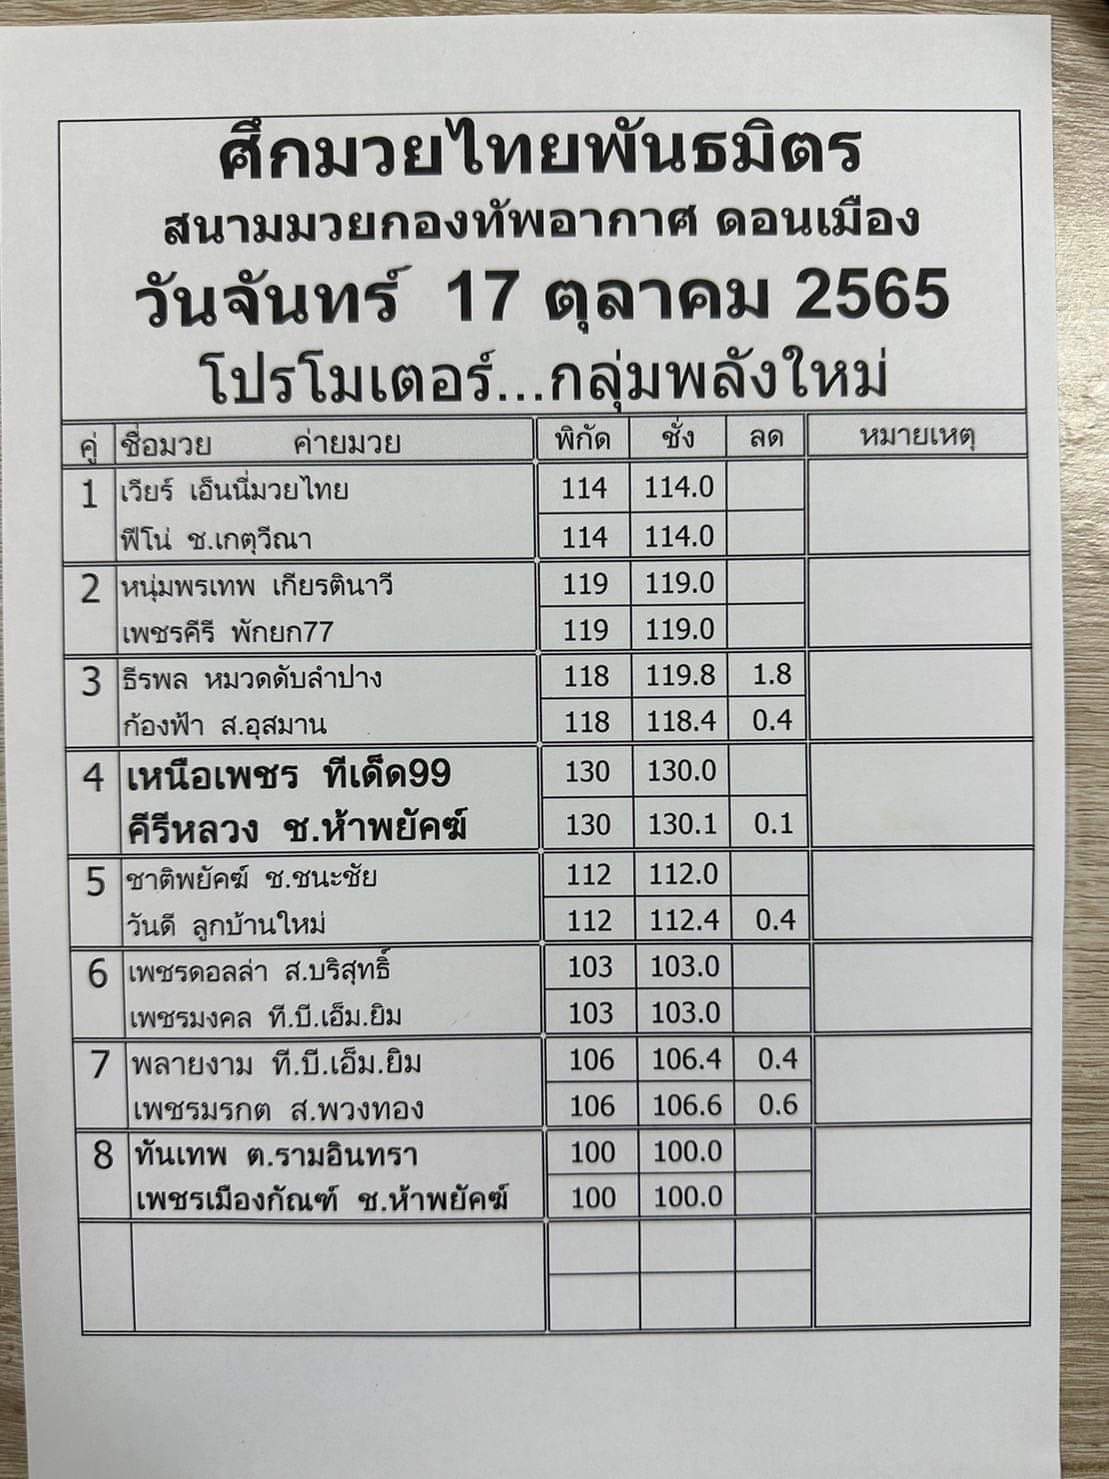 ศึกมวยไทยพันธมิตร
สนามมวยกองทัพอากาศ ดอนเมือง
วันจันทร์ 17 ตุลาคม 2565
โปรโมเตอร์...กลุ่มพลังใหม่
คู่ ชื่อมวย ค่ายมวย พิกัด ชั่ง ลด หมายเหตุ
1 เวียร์ เอ็นนี่มวยไทย 114 114.0
ฟีโน่ ช.เกตุวีณา 114 114.0
2 หนุ่มพรเทพ เกียรตินาวี 119 119.0
เพชรคีรี พักยก77 119 119.0
3 ธีรพล หมวดดับลำปาง 118 119.8 1.8
ก้องฟ้า ส.อุสมาน 118 118.4 0.4
4 เหนือเพชร ทีเด็ด99 130 130.0
คีรีหลวง ช.ห้าพยัคฆ์ 130 130.1 0.1
5 ชาติพยัคฆ์ ช.ชนะชัย 112 112.0
วันดี ลูกบ้านใหม่ 112 112.4 0.4
6 เพชรดอลล่า ส.บริสุทธิ์ 103 103.0
เพชรมงคล ที.บี.เอ็ม.ยิม 103 103.0
7 พลายงาม ที.บี.เอ็ม.ยิม 106 106.4 0.4
เพชรมรกต ส.พวงทอง 106 106.6 0.6
8 ทันเทพ ต.รามอินทรา 100 100.0
เพชรเมืองกัณฑ์ ช.ห้าพยัคฆ์ 100 100.0